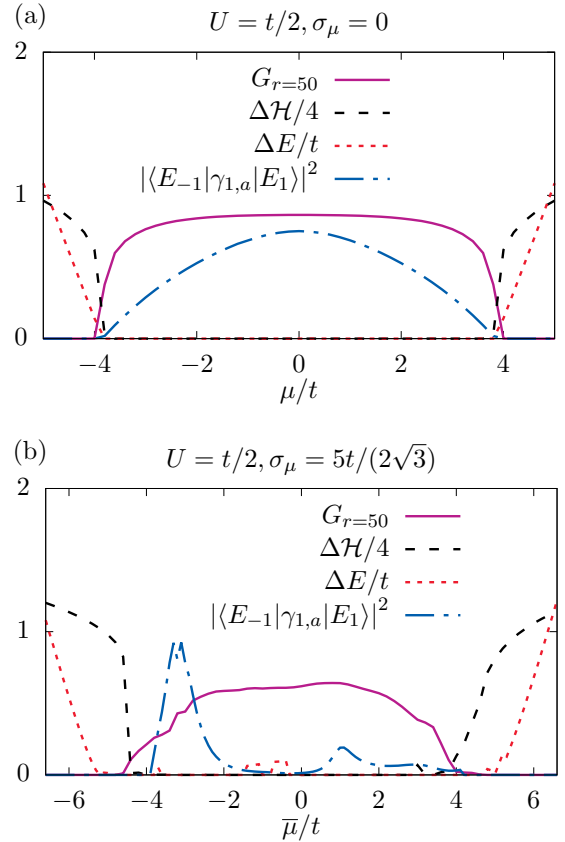 (a)
U = t/2, σ_μ = 0
2
G_{r=50}
Δℋ/4
ΔE/t
|⟨E_{−1}|γ_{1,a}|E_1⟩|^2
1
0
−4 −2 0 2 4
μ/t
(b)
U = t/2, σ_μ = 5t/(2√3)
2
G_{r=50}
Δℋ/4
ΔE/t
|⟨E_{−1}|γ_{1,a}|E_1⟩|^2
1
0
−6 −4 −2 0 2 4 6
μ̅/t